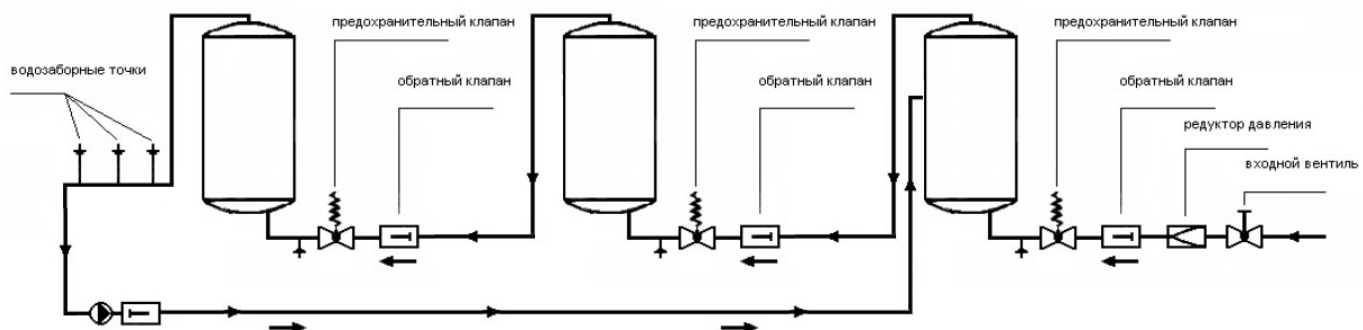 предохранительный клапан
предохранительный клапан
предохранительный клапан
водозаборные точки
обратный клапан
обратный клапан
обратный клапан
редуктор давления
входной вентиль